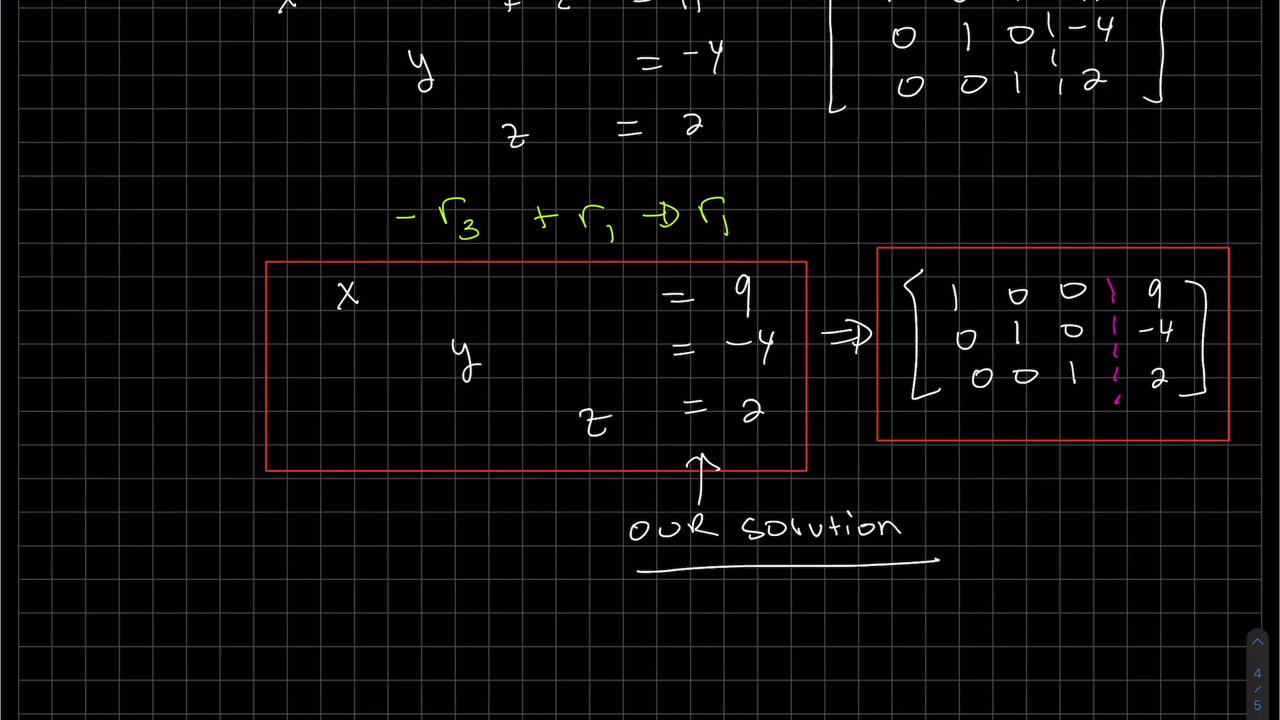 y = -4
0 1 0 -4
z = 2
0 0 1 2
- r3 + r1 → r1
x = 9
y = -4
z = 2
⇒
1 0 0 9
0 1 0 -4
0 0 1 2
OUR solution
4
/
5